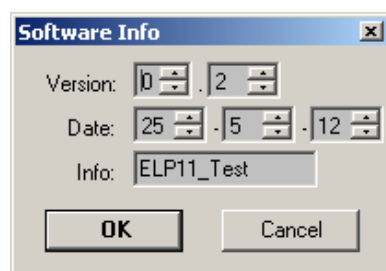 Software Info
Version: 0 . 2
Date: 25 - 5 - 12
Info: ELP11_Test
OK Cancel